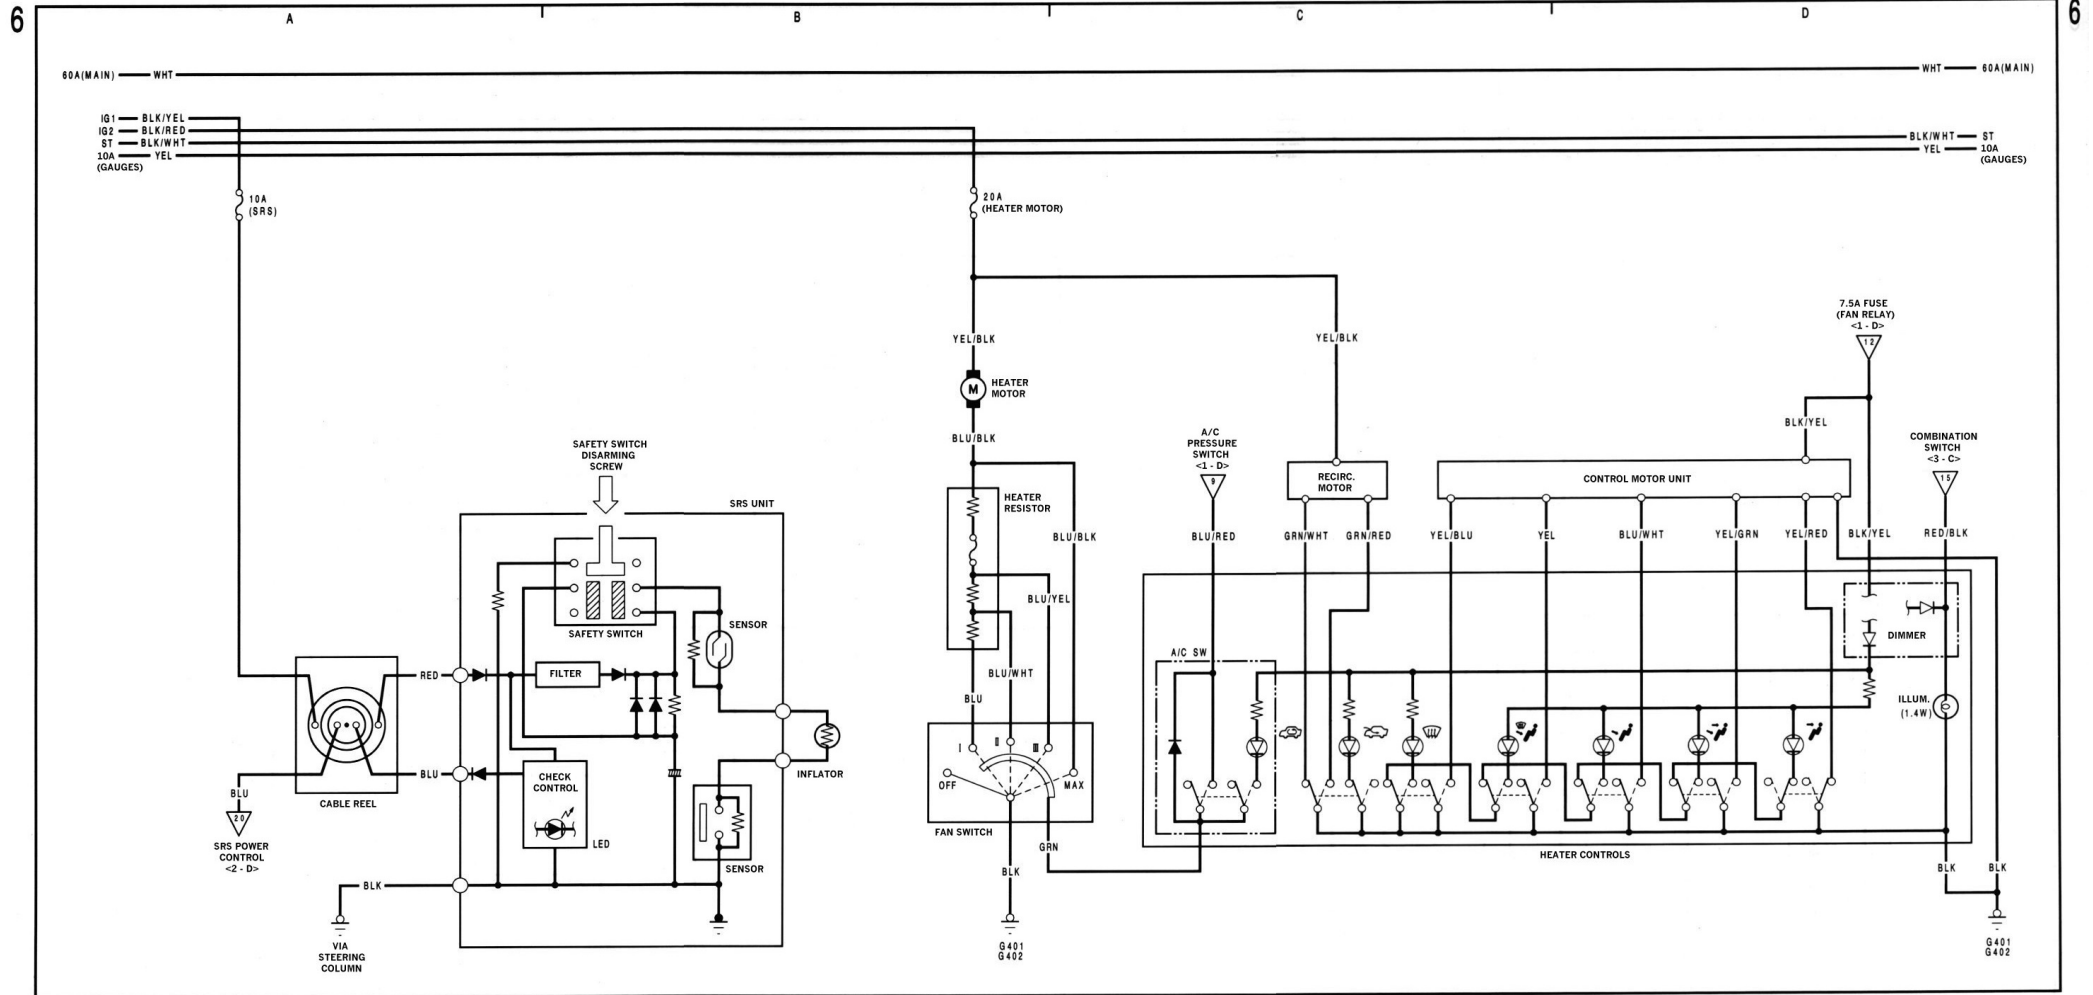 6
A
B
C
D
6
60A(MAIN)
WHT
WHT
60A(MAIN)
IG1
BLK/YEL
IG2
BLK/RED
ST
BLK/WHT
10A
YEL
(GAUGES)
BLK/WHT
ST
YEL
10A
(GAUGES)
10A
(SRS)
20A
(HEATER MOTOR)
7.5A FUSE
(FAN RELAY)
<1 - D>
12
YEL/BLK
YEL/BLK
M
HEATER
MOTOR
BLK/YEL
BLU/BLK
A/C
PRESSURE
SWITCH
<1 - D>
9
COMBINATION
SWITCH
<3 - C>
15
SAFETY SWITCH
DISARMING
SCREW
RECIRC.
MOTOR
CONTROL MOTOR UNIT
SRS UNIT
HEATER
RESISTOR
BLU/BLK
BLU/RED
GRN/WHT
GRN/RED
YEL/BLU
YEL
BLU/WHT
YEL/GRN
YEL/RED
BLK/YEL
RED/BLK
BLU/YEL
SAFETY SWITCH
SENSOR
DIMMER
A/C SW
RED
FILTER
BLU/WHT
BLU
ILLUM.
(1.4W)
I
II
III
OFF
MAX
FAN SWITCH
BLU
CHECK
CONTROL
INFLATOR
CABLE REEL
BLU
20
SRS POWER
CONTROL
<2 - D>
LED
SENSOR
GRN
HEATER CONTROLS
BLK
BLK
BLK
BLK
VIA
STEERING
COLUMN
G401
G402
G401
G402